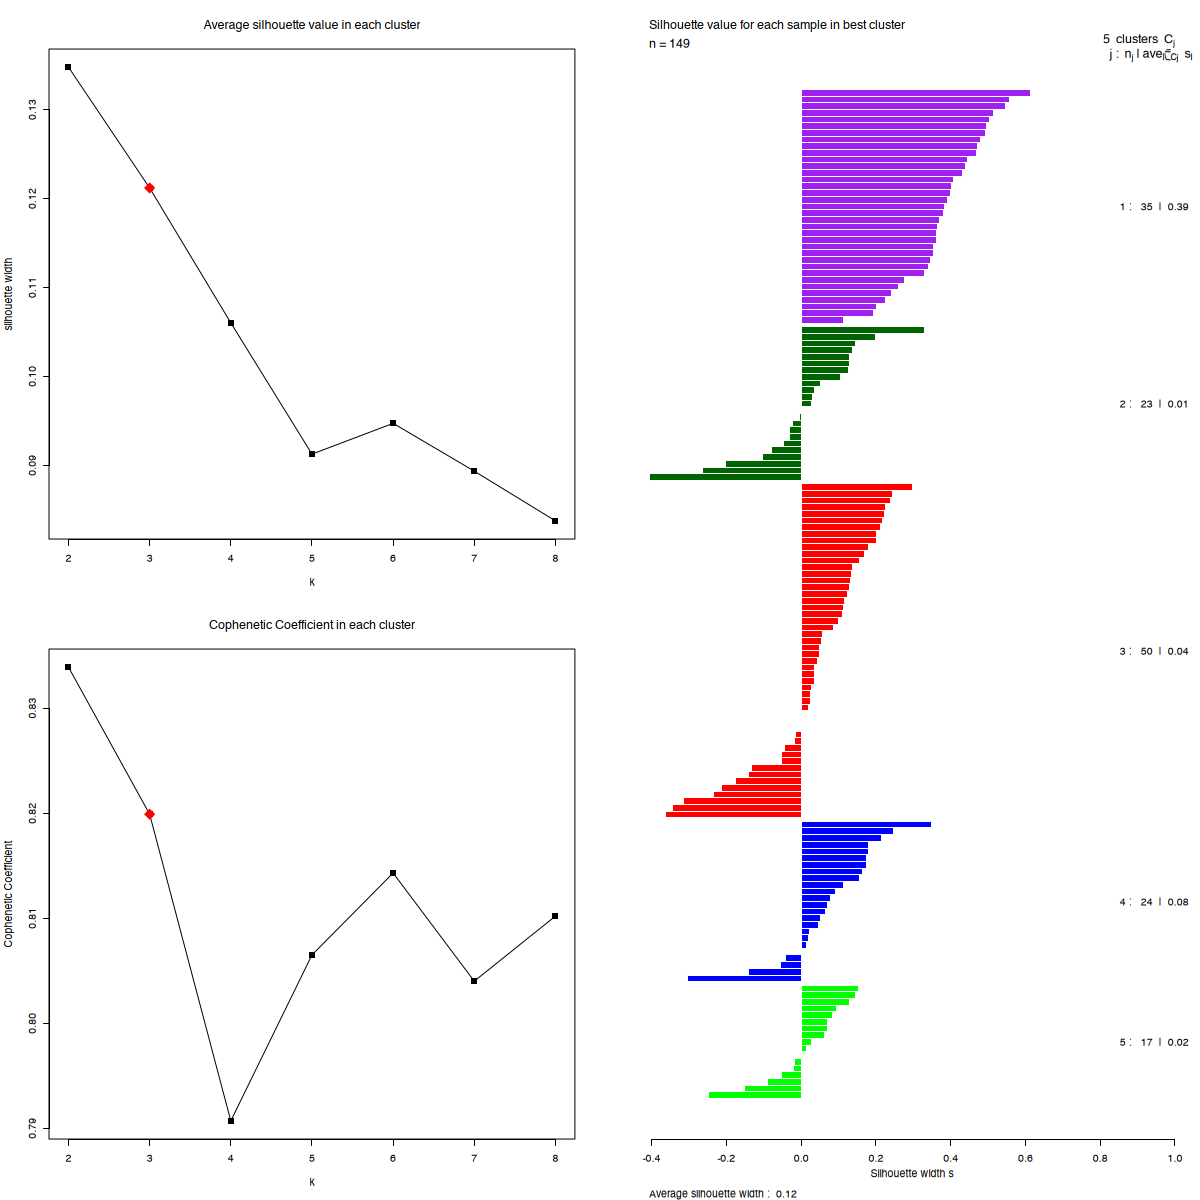 Average silhouette value in each cluster
0.13
0.12
0.11
0.10
0.09
silhouette width
2 3 4 5 6 7 8
k
Cophenetic Coefficient in each cluster
0.83
0.82
0.81
0.80
0.79
Cophenetic Coefficient
2 3 4 5 6 7 8
k
Silhouette value for each sample in best cluster
n = 149
5 clusters Cj
j : nj | avei∈Cj si
1 : 35 | 0.39
2 : 23 | 0.01
3 : 50 | 0.04
4 : 24 | 0.08
5 : 17 | 0.02
-0.4 -0.2 0.0 0.2 0.4 0.6 0.8 1.0
Silhouette width s
Average silhouette width : 0.12